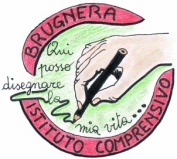 BRUGNERA
Qui
posso
disegnare
la
mia vita...
ISTITUTO COMPRENSIVO